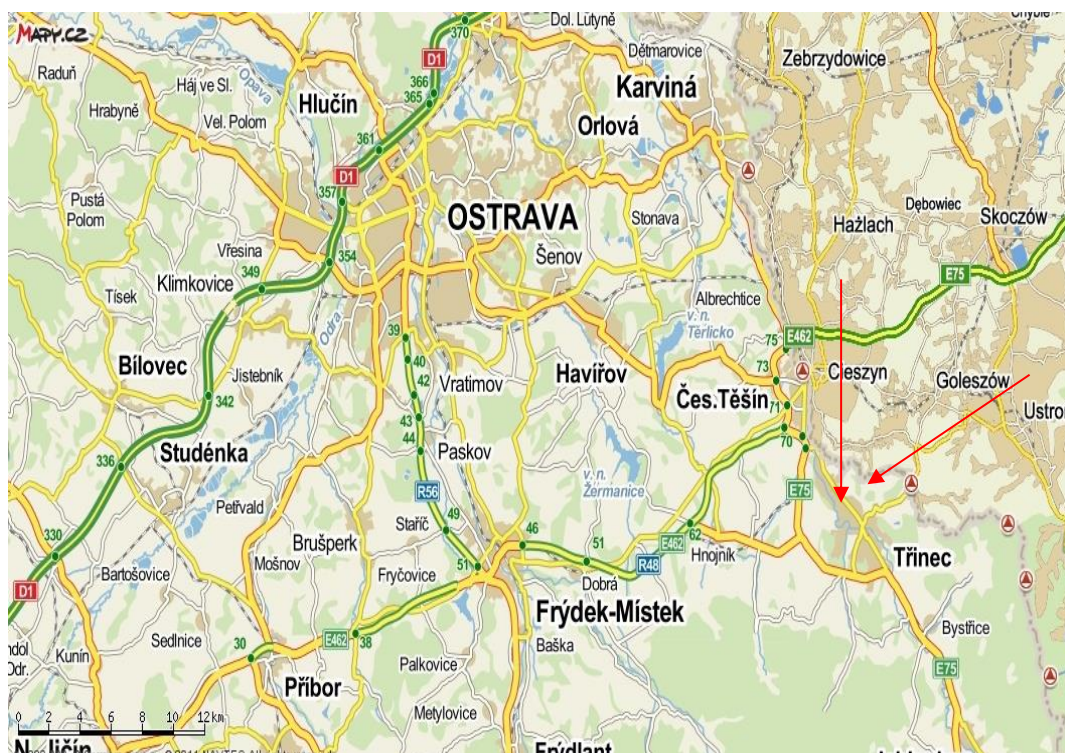 MAPY.CZ
Raduň
Háj ve Sl.
Opava
D1
370
Dol. Lutyně
Dětmarovice
Zebrzydowice
366
365
Karviná
Hrabyně
Vel. Polom
Hlučín
Orlová
361
D1
357
Pustá
Polom
OSTRAVA
Stonava
Dębowiec
Hażlach
Skoczów
Vřesina
354
Šenov
349
Klimkovice
Tísek
Albrechtice
E75
v. n.
Těrlicko
Odra
39
75
E462
Bílovec
40
Jistebník
42
Vratimov
Havířov
73
Cieszyn
Goleszów
342
43
Čes.Těšín
71
Ustroń
44
70
336
Studénka
Paskov
v. n.
Žermanice
R56
E75
Petřvald
Staříč
49
46
62
330
Mošnov
Brušperk
E462
Hnojník
51
R48
Třinec
Bartošovice
Fryčovice
51
Dobrá
D1
Frýdek-Místek
Bystřice
Sedlnice
30
E462
38
Baška
Kunín
Odr.
Palkovice
E75
Příbor
Metylovice
0 2 4 6 8 10 12 km
Frýdlant